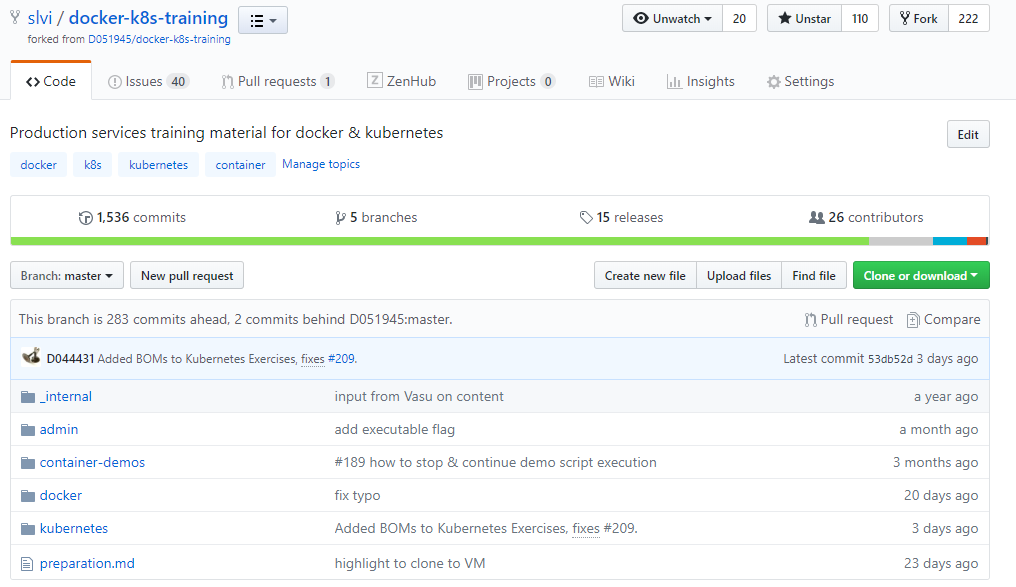 slvi / docker-k8s-training
Unwatch 20 Unstar 110 Fork 222
forked from D051945/docker-k8s-training
Code Issues 40 Pull requests 1 Z ZenHub Projects 0 Wiki Insights Settings
Production services training material for docker & kubernetes Edit
docker k8s kubernetes container Manage topics
1,536 commits 5 branches 15 releases 26 contributors
Branch: master New pull request Create new file Upload files Find file Clone or download
This branch is 283 commits ahead, 2 commits behind D051945:master. Pull request Compare
D044431 Added BOMs to Kubernetes Exercises, fixes #209. Latest commit 53db52d 3 days ago
_internal input from Vasu on content a year ago
admin add executable flag a month ago
container-demos #189 how to stop & continue demo script execution 3 months ago
docker fix typo 20 days ago
kubernetes Added BOMs to Kubernetes Exercises, fixes #209. 3 days ago
preparation.md highlight to clone to VM 23 days ago